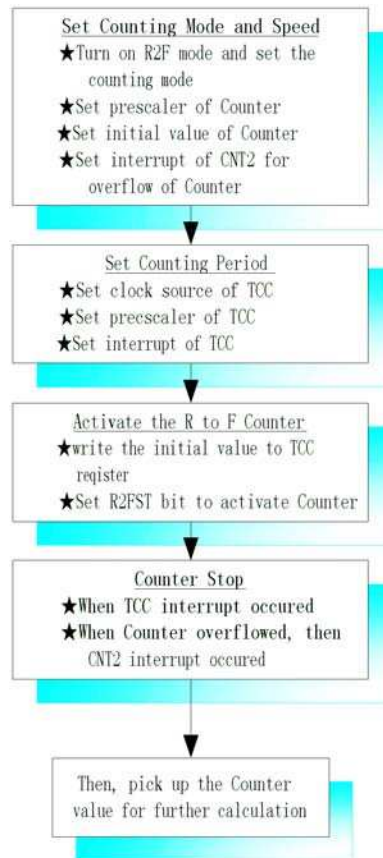 Set Counting Mode and Speed
★Turn on R2F mode and set the
counting mode
★Set prescaler of Counter
★Set initial value of Counter
★Set interrupt of CNT2 for
overflow of Counter
Set Counting Period
★Set clock source of TCC
★Set precscaler of TCC
★Set interrupt of TCC
Activate the R to F Counter
★write the initial value to TCC
reqister
★Set R2FST bit to activate Counter
Counter Stop
★When TCC interrupt occured
★When Counter overflowed, then
CNT2 interrupt occured
Then, pick up the Counter
value for further calculation